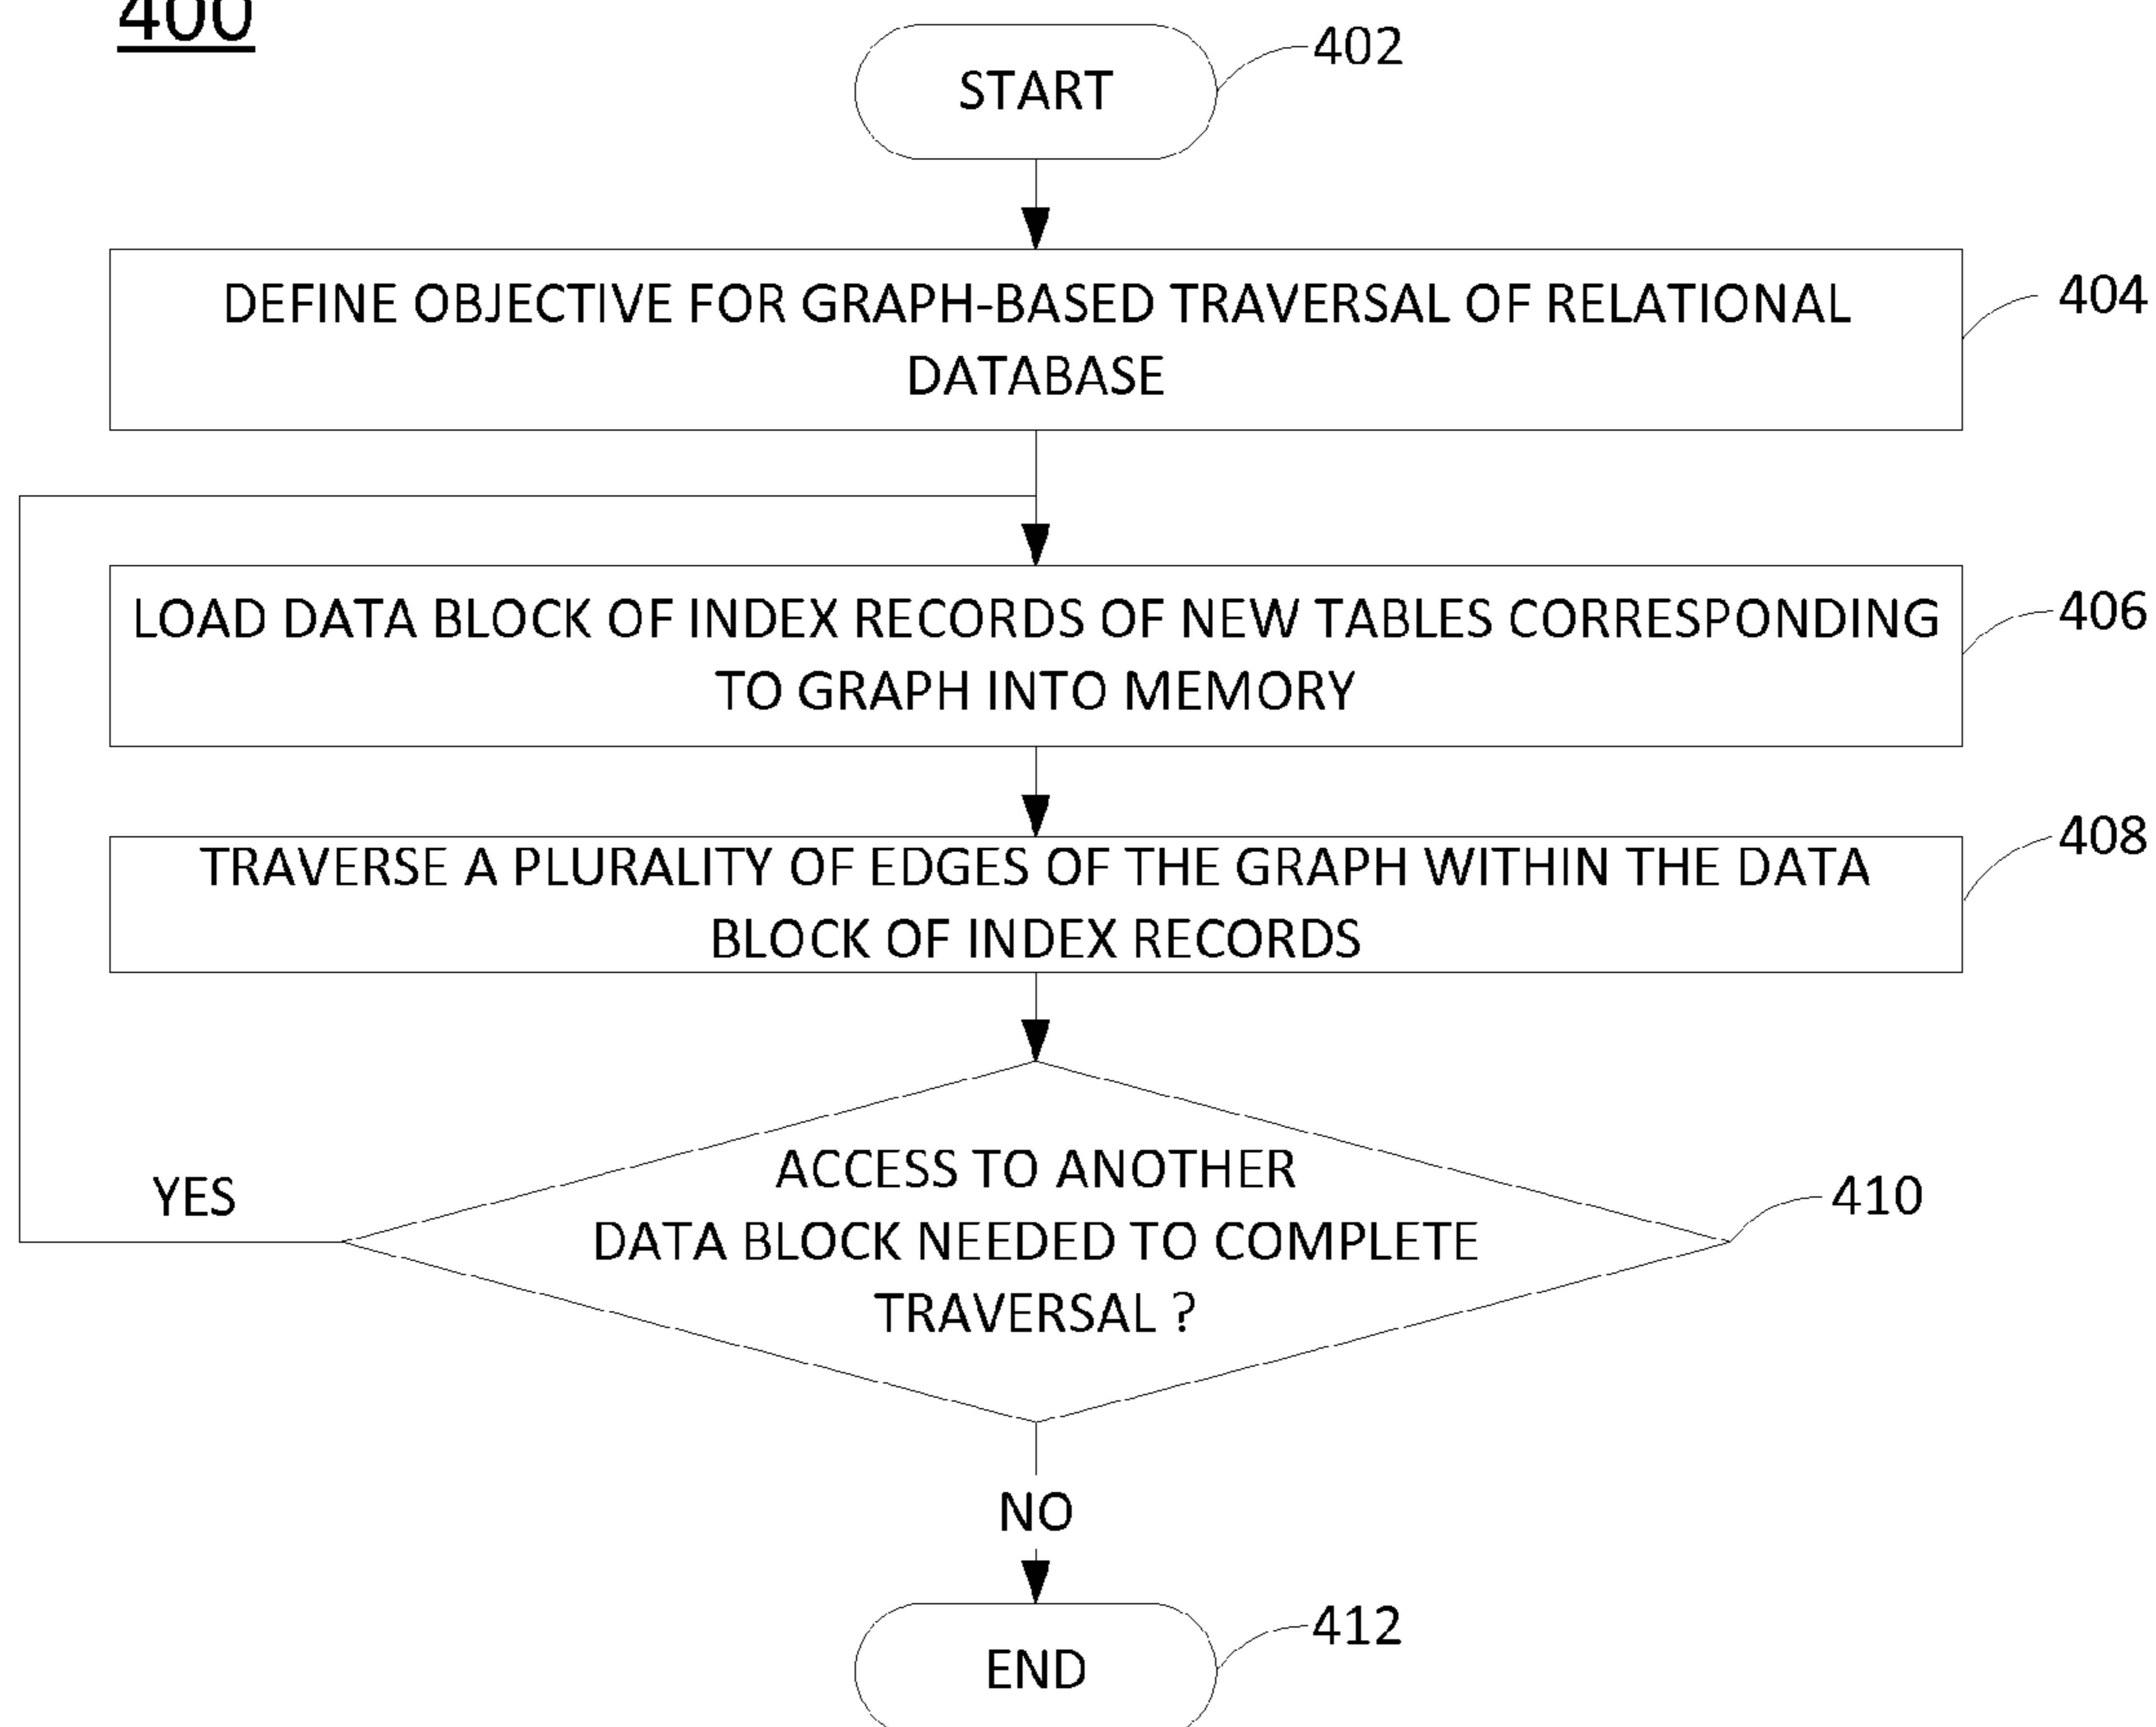 400
START
402
DEFINE OBJECTIVE FOR GRAPH-BASED TRAVERSAL OF RELATIONAL
DATABASE
404
LOAD DATA BLOCK OF INDEX RECORDS OF NEW TABLES CORRESPONDING
TO GRAPH INTO MEMORY
406
TRAVERSE A PLURALITY OF EDGES OF THE GRAPH WITHIN THE DATA
BLOCK OF INDEX RECORDS
408
ACCESS TO ANOTHER
DATA BLOCK NEEDED TO COMPLETE
TRAVERSAL ?
410
YES
NO
END
412